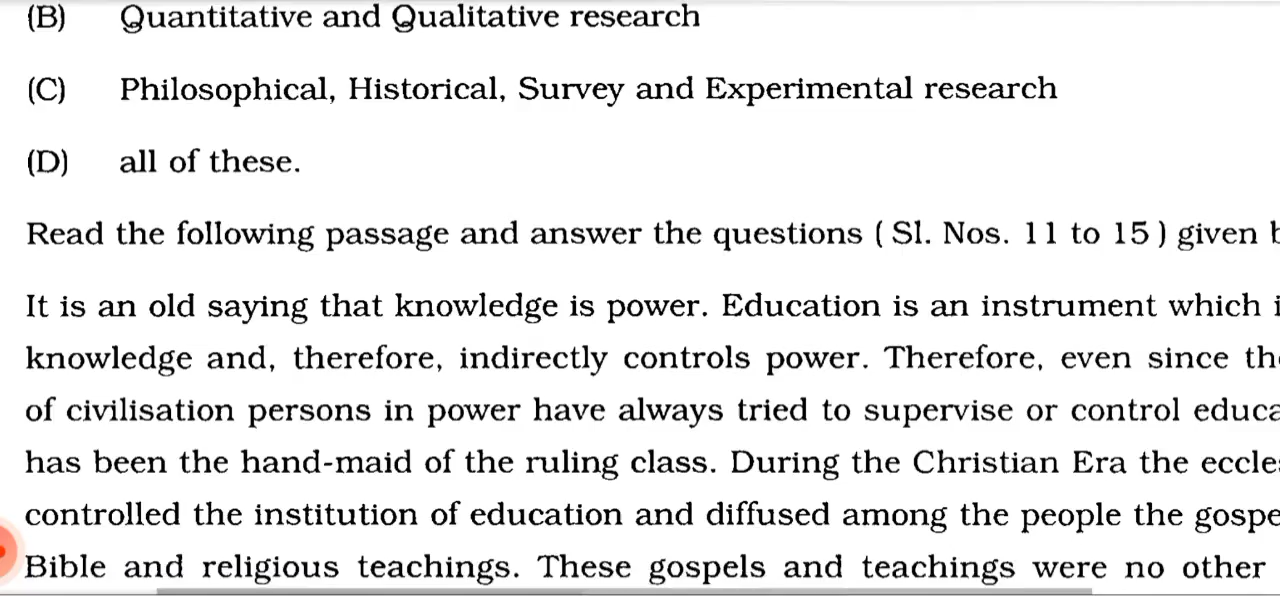 (B) Quantitative and Qualitative research
(C) Philosophical, Historical, Survey and Experimental research
(D) all of these.
Read the following passage and answer the questions ( Sl. Nos. 11 to 15 ) given
It is an old saying that knowledge is power. Education is an instrument which
knowledge and, therefore, indirectly controls power. Therefore, even since
of civilisation persons in power have always tried to supervise or control
has been the hand-maid of the ruling class. During the Christian Era the
controlled the institution of education and diffused among the people the
Bible and religious teachings. These gospels and teachings were no other